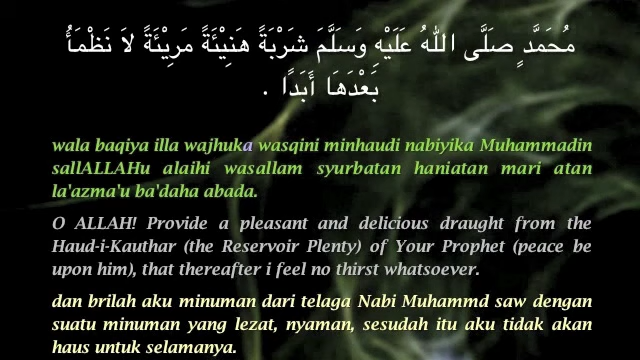 مُحَمَّدٍ صَلَّى اللهُ عَلَيْهِ وَسَلَّمَ شَرْبَةً هَنِيْئَةً مَرِيْئَةً لَا نَظْمَأُ
بَعْدَهَا أَبَدًا .
wala baqiya illa wajhuka wasqini minhaudi nabiyika Muhammadin
sallALLAHu alaihi wasallam syurbatan haniatan mari atan
la'azma'u ba'daha abada.
O ALLAH! Provide a pleasant and delicious draught from the
Haud-i-Kauthar (the Reservoir Plenty) of Your Prophet (peace be
upon him), that thereafter i feel no thirst whatsoever.
dan brilah aku minuman dari telaga Nabi Muhammd saw dengan
suatu minuman yang lezat, nyaman, sesudah itu aku tidak akan
haus untuk selamanya.